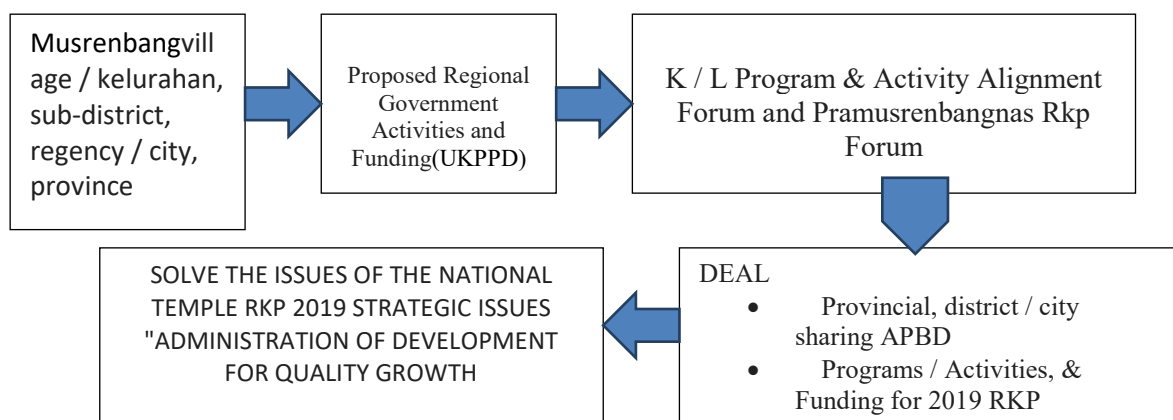 Musrenbangvill
age / kelurahan,
sub-district,
regency / city,
province
Proposed Regional
Government
Activities and
Funding(UKPPD)
K / L Program & Activity Alignment
Forum and Pramusrenbangnas Rkp
Forum
DEAL
• Provincial, district / city
sharing APBD
• Programs / Activities, &
Funding for 2019 RKP
SOLVE THE ISSUES OF THE NATIONAL
TEMPLE RKP 2019 STRATEGIC ISSUES
"ADMINISTRATION OF DEVELOPMENT
FOR QUALITY GROWTH